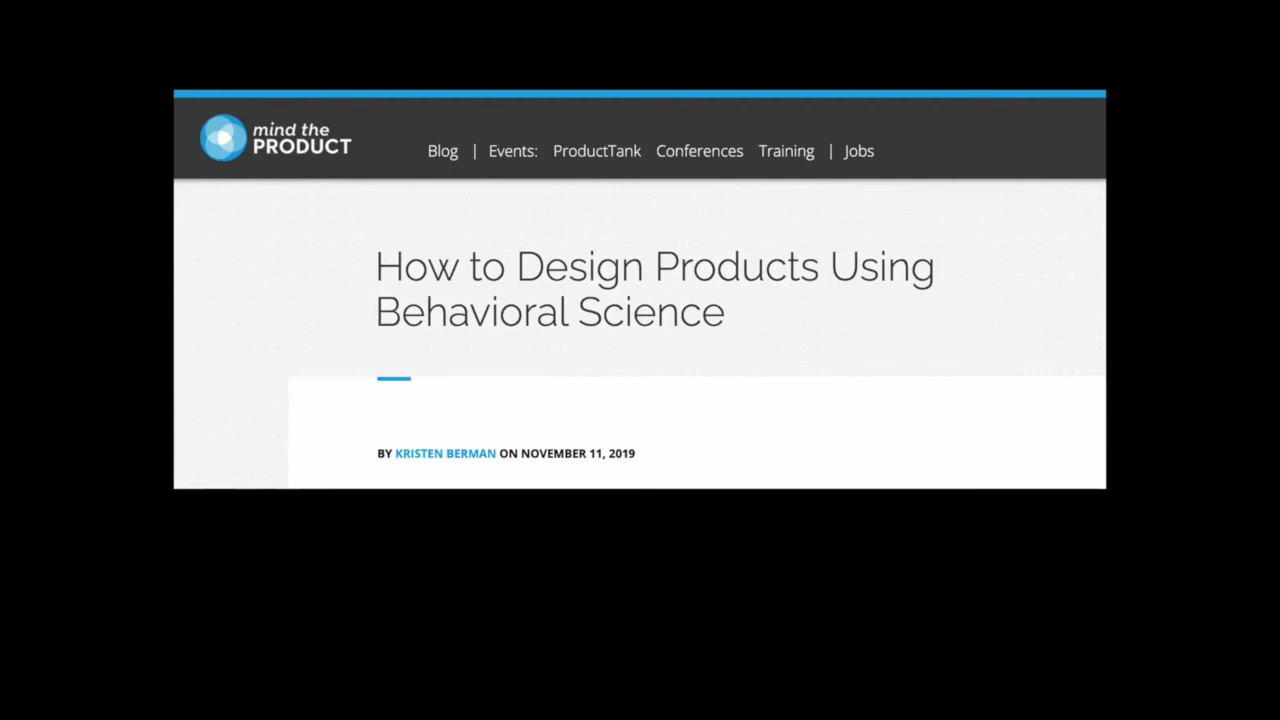 mind the
PRODUCT
Blog | Events: ProductTank Conferences Training | Jobs
How to Design Products Using
Behavioral Science
BY KRISTEN BERMAN ON NOVEMBER 11, 2019